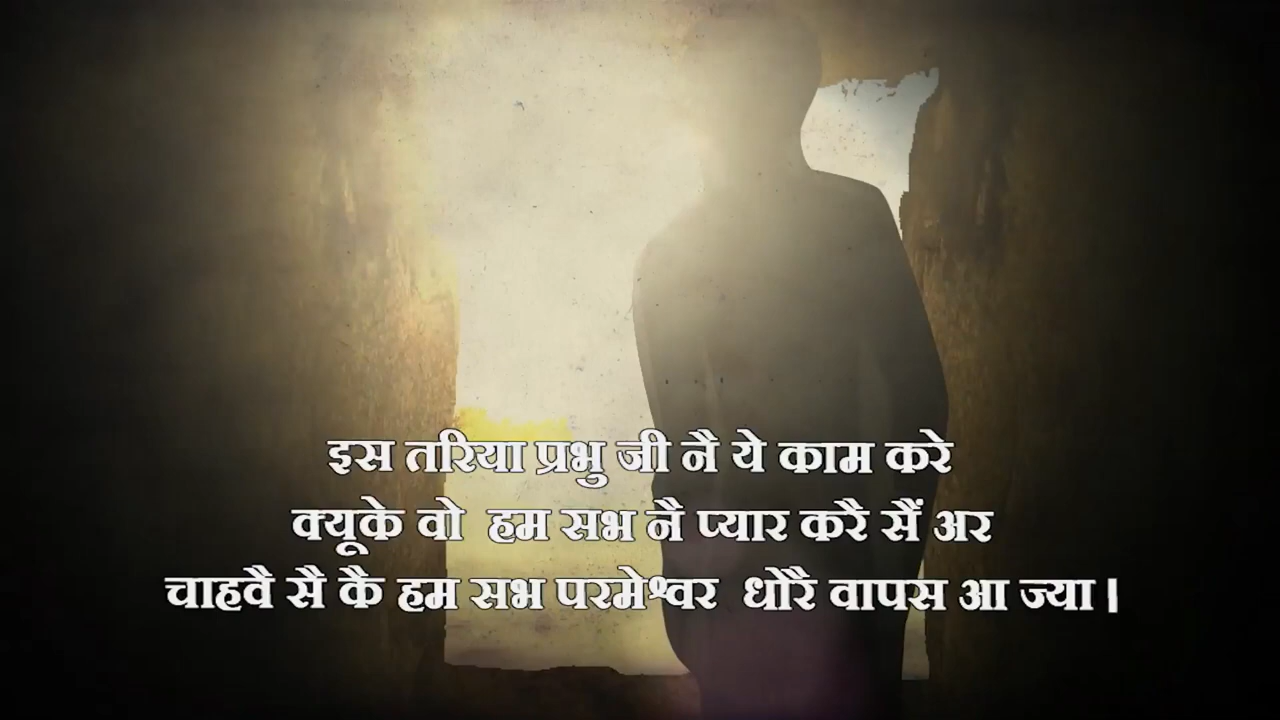 इस तरिया प्रभु जी नै ये काम करे
क्यूके वो हम सभ नै प्यार करै सैं अर
चाहवै सै कै हम सभ परमेश्वर धोरै वापस आ ज्या।